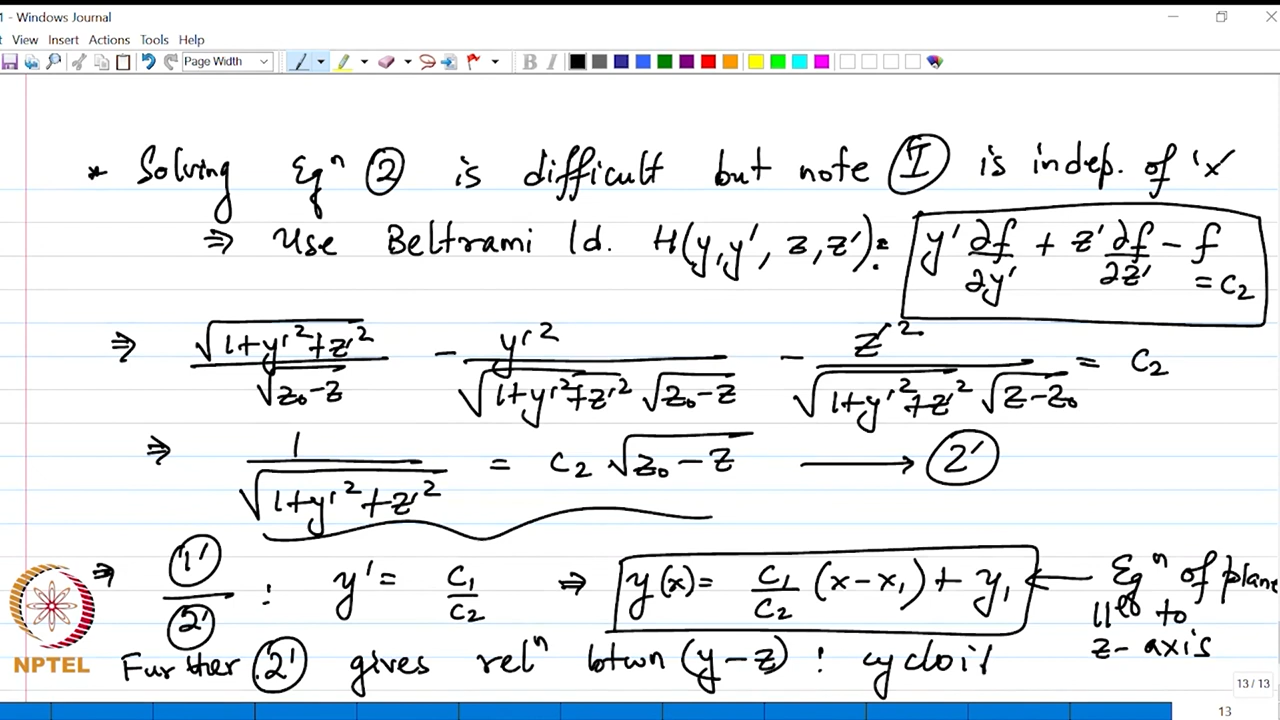 1 - Windows Journal
t View Insert Actions Tools Help
Page Width B I
* Solving Eqⁿ ② is difficult but note Ⓘ is indep. of 'x
⇒ Use Beltrami Id. H(y, y', z, z') = y' ∂f/∂y' + z' ∂f/∂z' - f = c₂
⇒ √(1+y'²+z'²) / √(z₀-z) - y'² / (√(1+y'²+z'²) √(z₀-z)) - z'² / (√(1+y'²+z'²) √(z-z₀)) = c₂
⇒ 1 / √(1+y'²+z'²) = c₂ √(z₀-z) ⟶ (2')
⇒ (1') / (2') : y' = c₁/c₂ ⇒ y(x) = c₁/c₂ (x-x₁) + y₁ ← Eqⁿ of plane
||ˡˡ to
z-axis
Further (2') gives relⁿ btwn (y-z) : cycloid
NPTEL
13 / 13
13